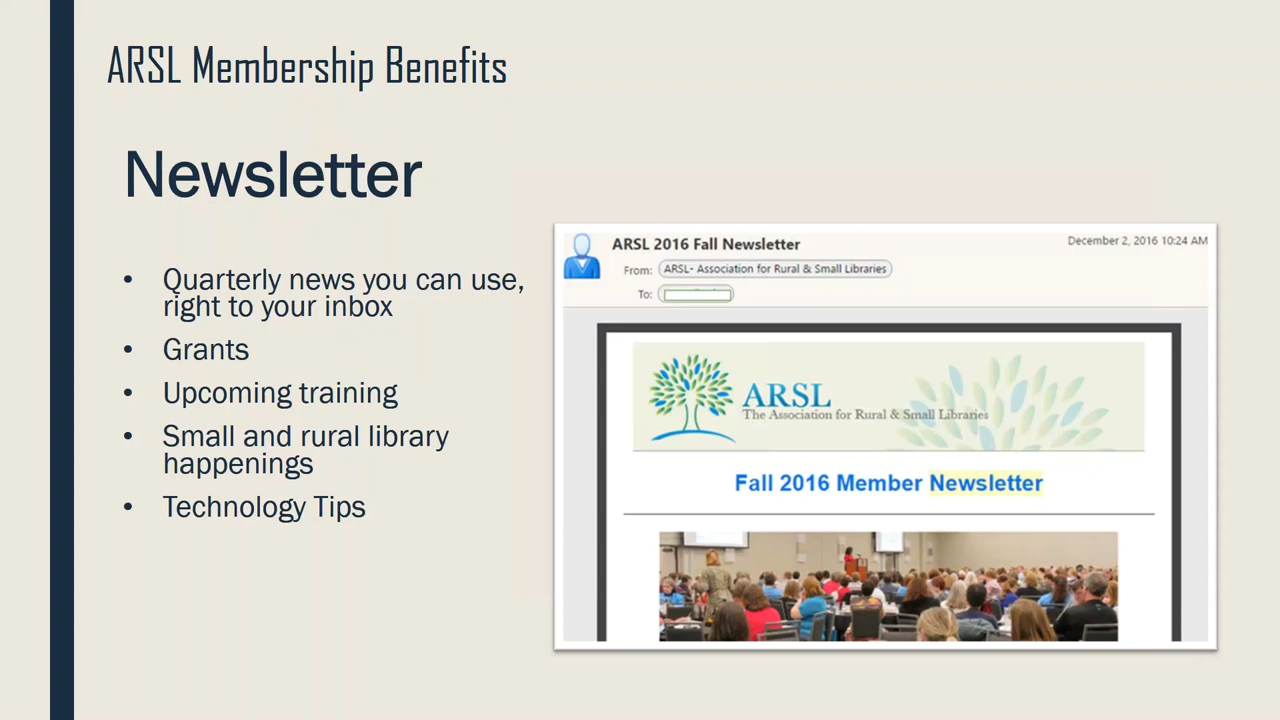 ARSL Membership Benefits
Newsletter
• Quarterly news you can use,
right to your inbox
• Grants
• Upcoming training
• Small and rural library
happenings
• Technology Tips
ARSL 2016 Fall Newsletter
December 2, 2016 10:24 AM
From: ARSL- Association for Rural & Small Libraries
To:
ARSL
The Association for Rural & Small Libraries
Fall 2016 Member Newsletter